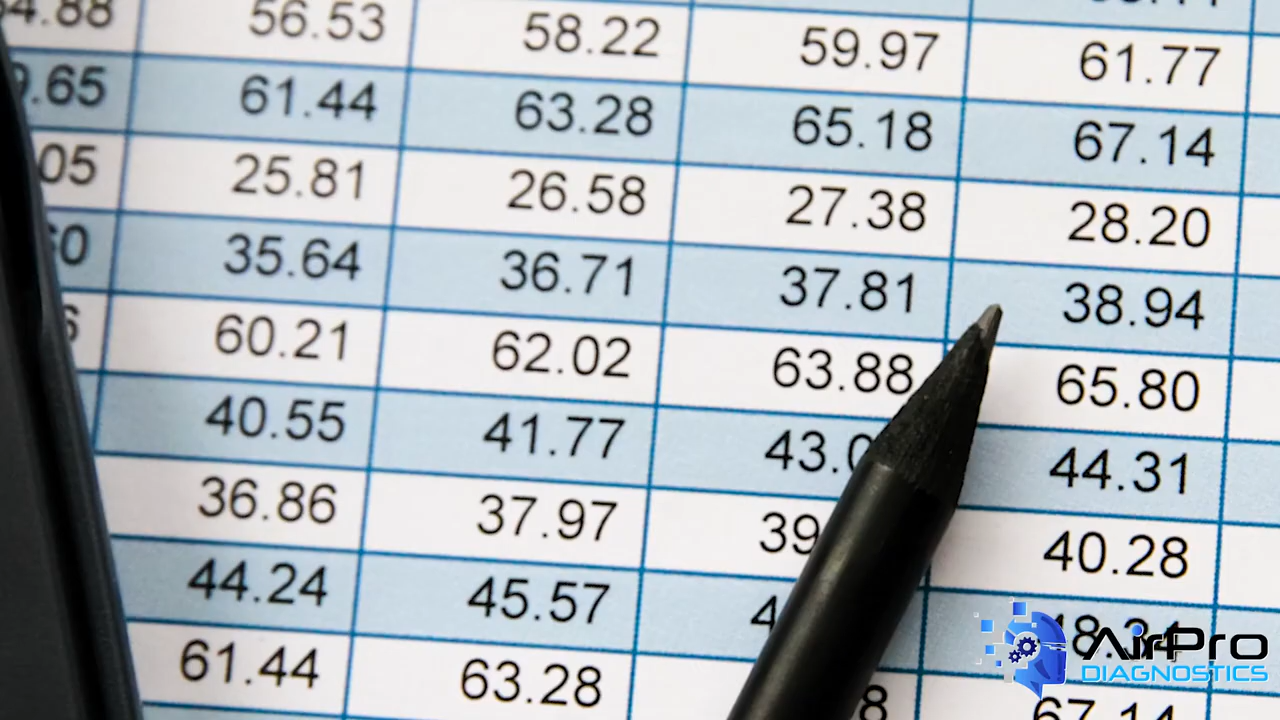 56.53 58.22 59.97 61.77
61.44 63.28 65.18 67.14
25.81 26.58 27.38 28.20
35.64 36.71 37.81 38.94
60.21 62.02 63.88 65.80
40.55 41.77 44.31
36.86 37.97 40.28
44.24 45.57
61.44 63.28 67.14
AirPro
DIAGNOSTICS